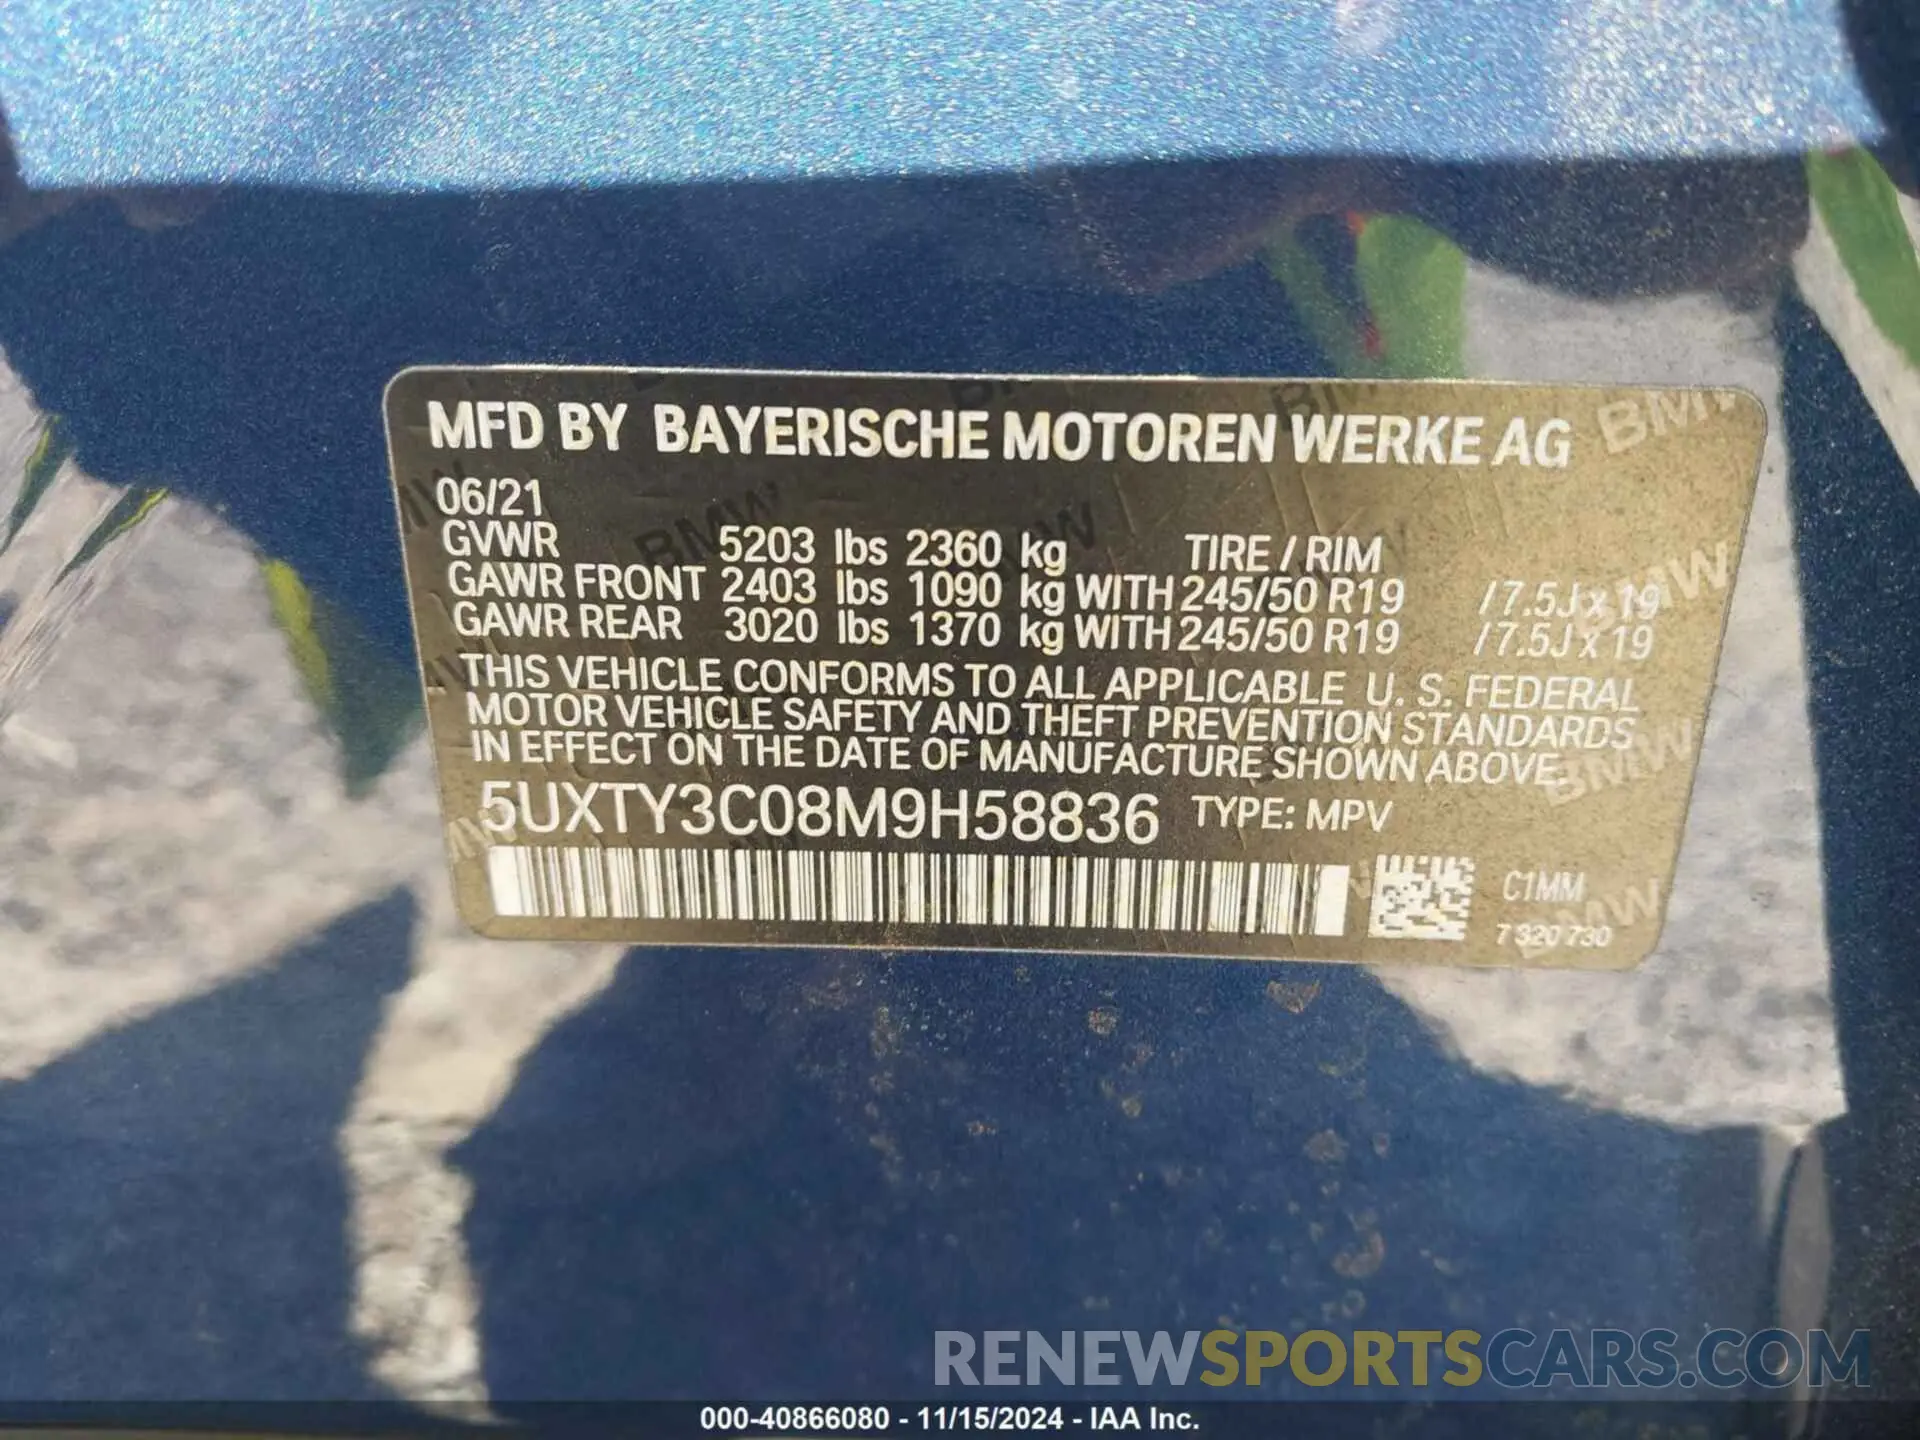 MFD BY BAYERISCHE MOTOREN WERKE AG
06/21
GVWR 5203 lbs 2360 kg TIRE / RIM
GAWR FRONT 2403 lbs 1090 kg WITH 245/50 R19 / 7.5J x 19
GAWR REAR 3020 lbs 1370 kg WITH 245/50 R19 / 7.5J x 19
THIS VEHICLE CONFORMS TO ALL APPLICABLE U. S. FEDERAL
MOTOR VEHICLE SAFETY AND THEFT PREVENTION STANDARDS
IN EFFECT ON THE DATE OF MANUFACTURE SHOWN ABOVE.
5UXTY3C08M9H58836 TYPE: MPV
C1MM
7 320 730
RENEWSPORTSCARS.COM
000-40866080 - 11/15/2024 - IAA Inc.